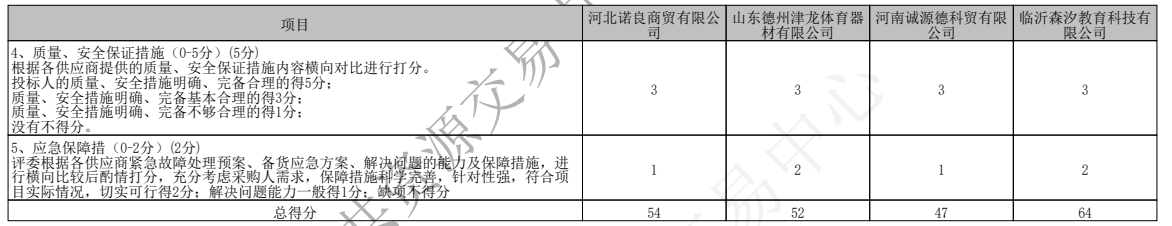 项目
河北诺良商贸有限公
司
山东德州津龙体育器
材有限公司
河南诚源德科贸有限
公司
临沂森汐教育科技有
限公司
4、质量、安全保证措施（0-5分）(5分)
根据各供应商提供的质量、安全保证措施内容横向对比进行打分。
投标人的质量、安全措施明确、完备合理的得5分；
质量、安全措施明确、完备基本合理的得3分；
质量、安全措施明确、完备不够合理的得1分；
没有不得分。
3
3
3
3
5、应急保障措（0-2分）(2分)
评委根据各供应商紧急故障处理预案、备货应急方案、解决问题的能力及保障措施，进
行横向比较后酌情打分，充分考虑采购人需求，保障措施科学完善，针对性强，符合项
目实际情况，切实可行得2分；解决问题能力一般得1分；缺项不得分
1
2
1
2
总得分
54
52
47
64
共资源交易
易中心